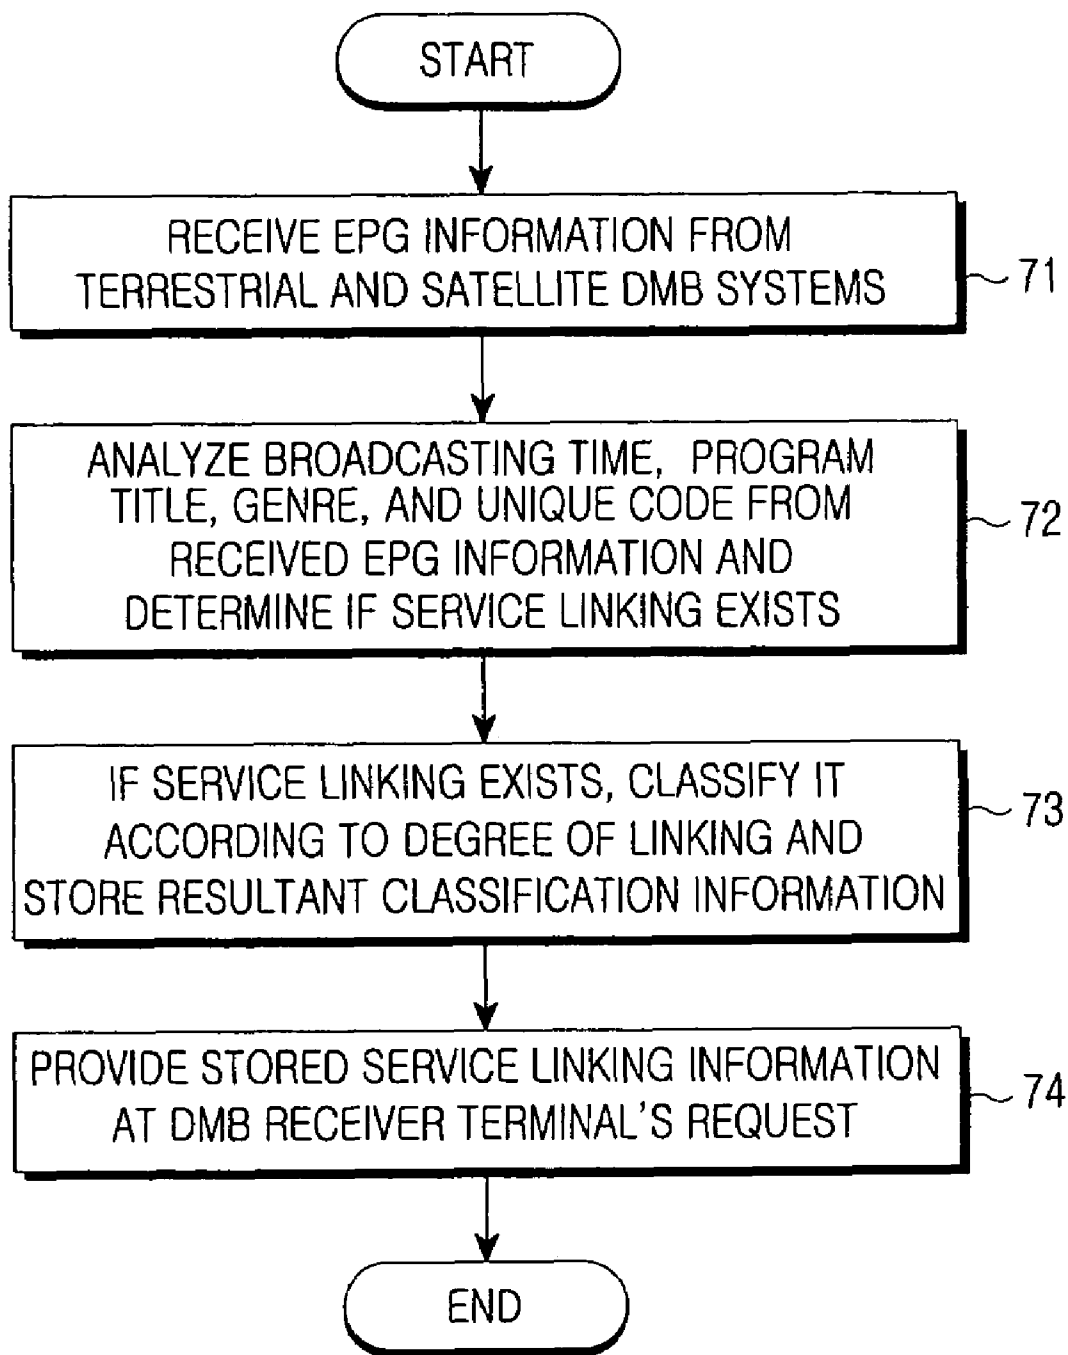 START
RECEIVE EPG INFORMATION FROM
TERRESTRIAL AND SATELLITE DMB SYSTEMS
71
ANALYZE BROADCASTING TIME, PROGRAM
TITLE, GENRE, AND UNIQUE CODE FROM
RECEIVED EPG INFORMATION AND
DETERMINE IF SERVICE LINKING EXISTS
72
IF SERVICE LINKING EXISTS, CLASSIFY IT
ACCORDING TO DEGREE OF LINKING AND
STORE RESULTANT CLASSIFICATION INFORMATION
73
PROVIDE STORED SERVICE LINKING INFORMATION
AT DMB RECEIVER TERMINAL'S REQUEST
74
END